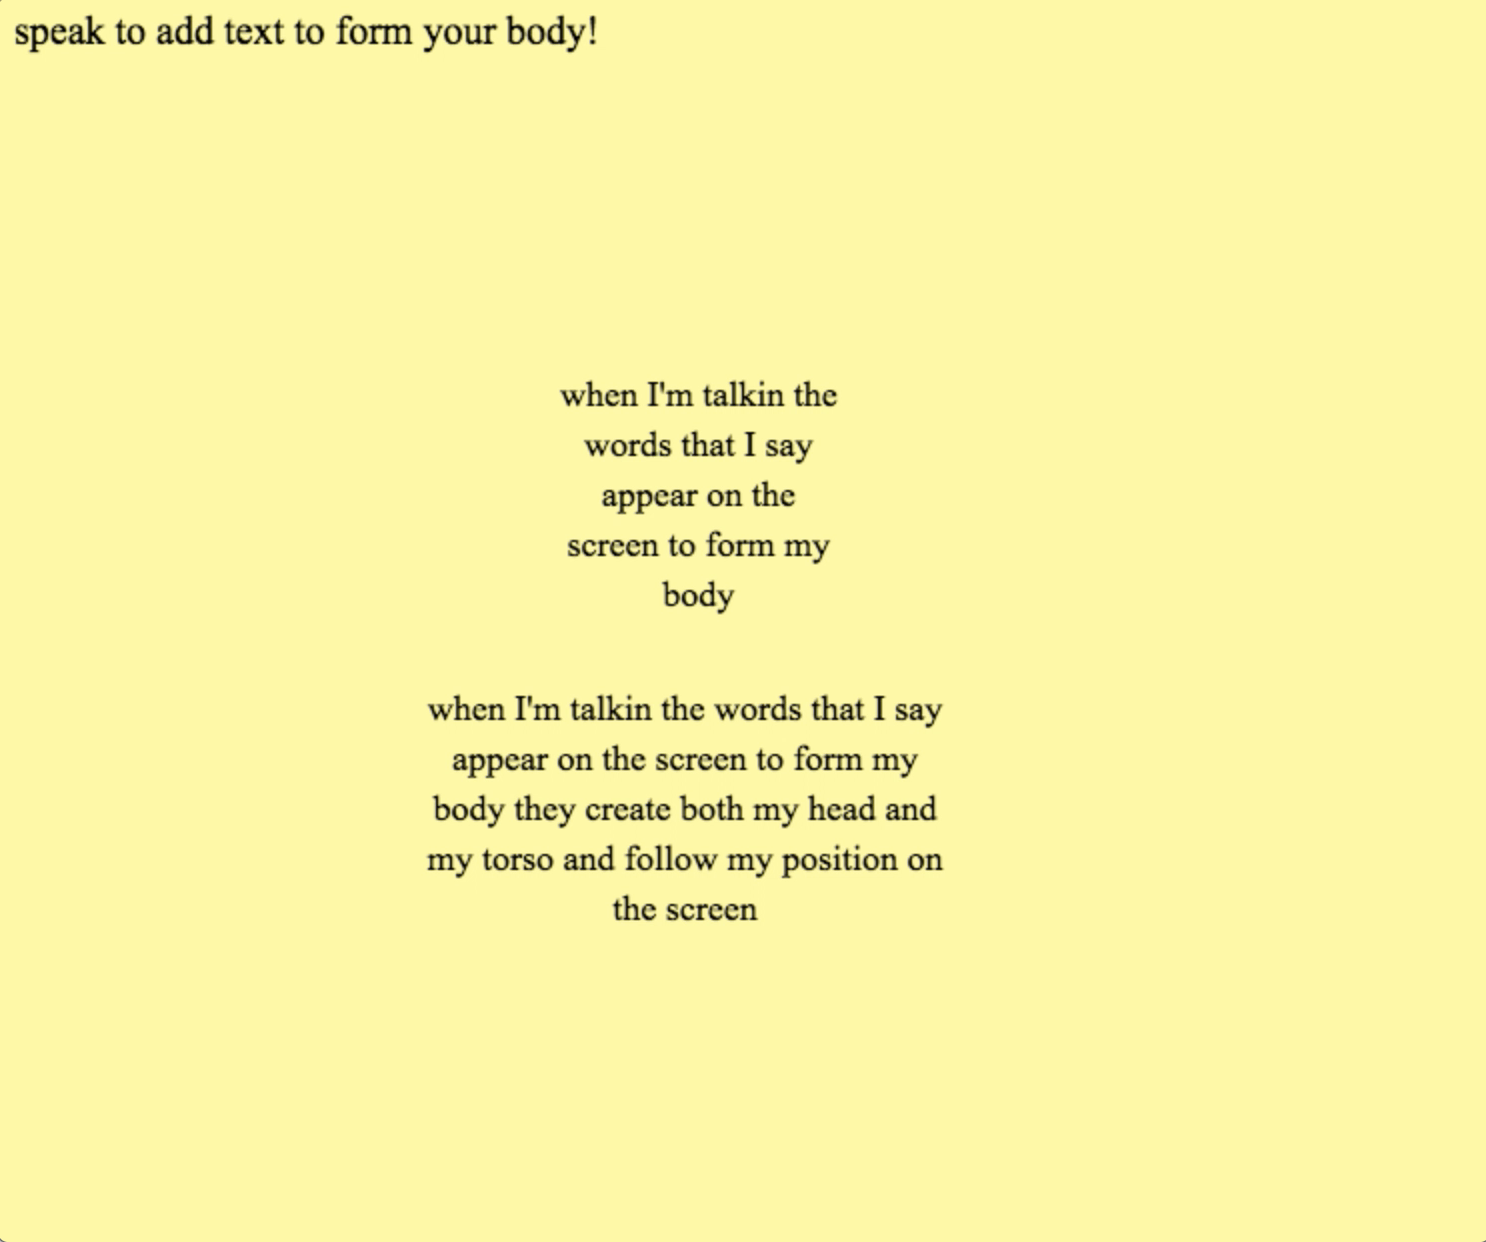 speak to add text to form your body!
when I'm talkin the
words that I say
appear on the
screen to form my
body
when I'm talkin the words that I say
appear on the screen to form my
body they create both my head and
my torso and follow my position on
the screen